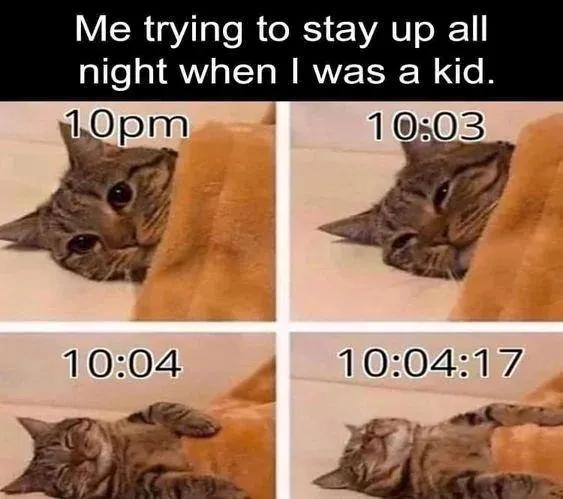 Me trying to stay up all
night when I was a kid.
10pm
10:03
10:04
10:04:17